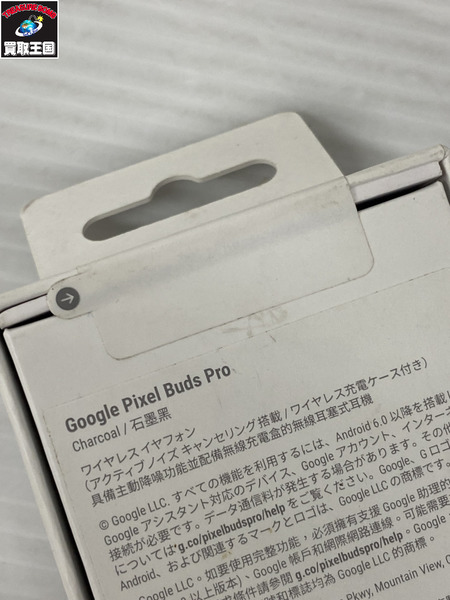 買取王国
Google Pixel Buds Pro
Charcoal / 石墨黑
ワイヤレス イヤフォン
(アクティブ ノイズ キャンセリング 搭載 / ワイヤレス充電ケース付き)
具備主動降噪功能並配備無線充電盒的無線耳塞式耳機
© Google LLC. すべての機能を利用するには、Android 6.0 以降を搭載し
Google アシスタント対応のデバイス、Google アカウント、インターネ
接続が必要です。データ通信料が発生する場合があります。その他
については g.co/pixelbudspro/help をご覧ください。Google、G ロゴ
Android、および関連するマークとロゴは、Google LLC の商標です。
Google LLC。如要使用完整功能，必須擁有支援 Google 助理的
以上版本)、Google 帳戶和網際網路連線。可能需要
條件請參閱 g.co/pixelbudspro/help。Google
和標誌均為 Google LLC 的商標。
Pkwy, Mountain View, C